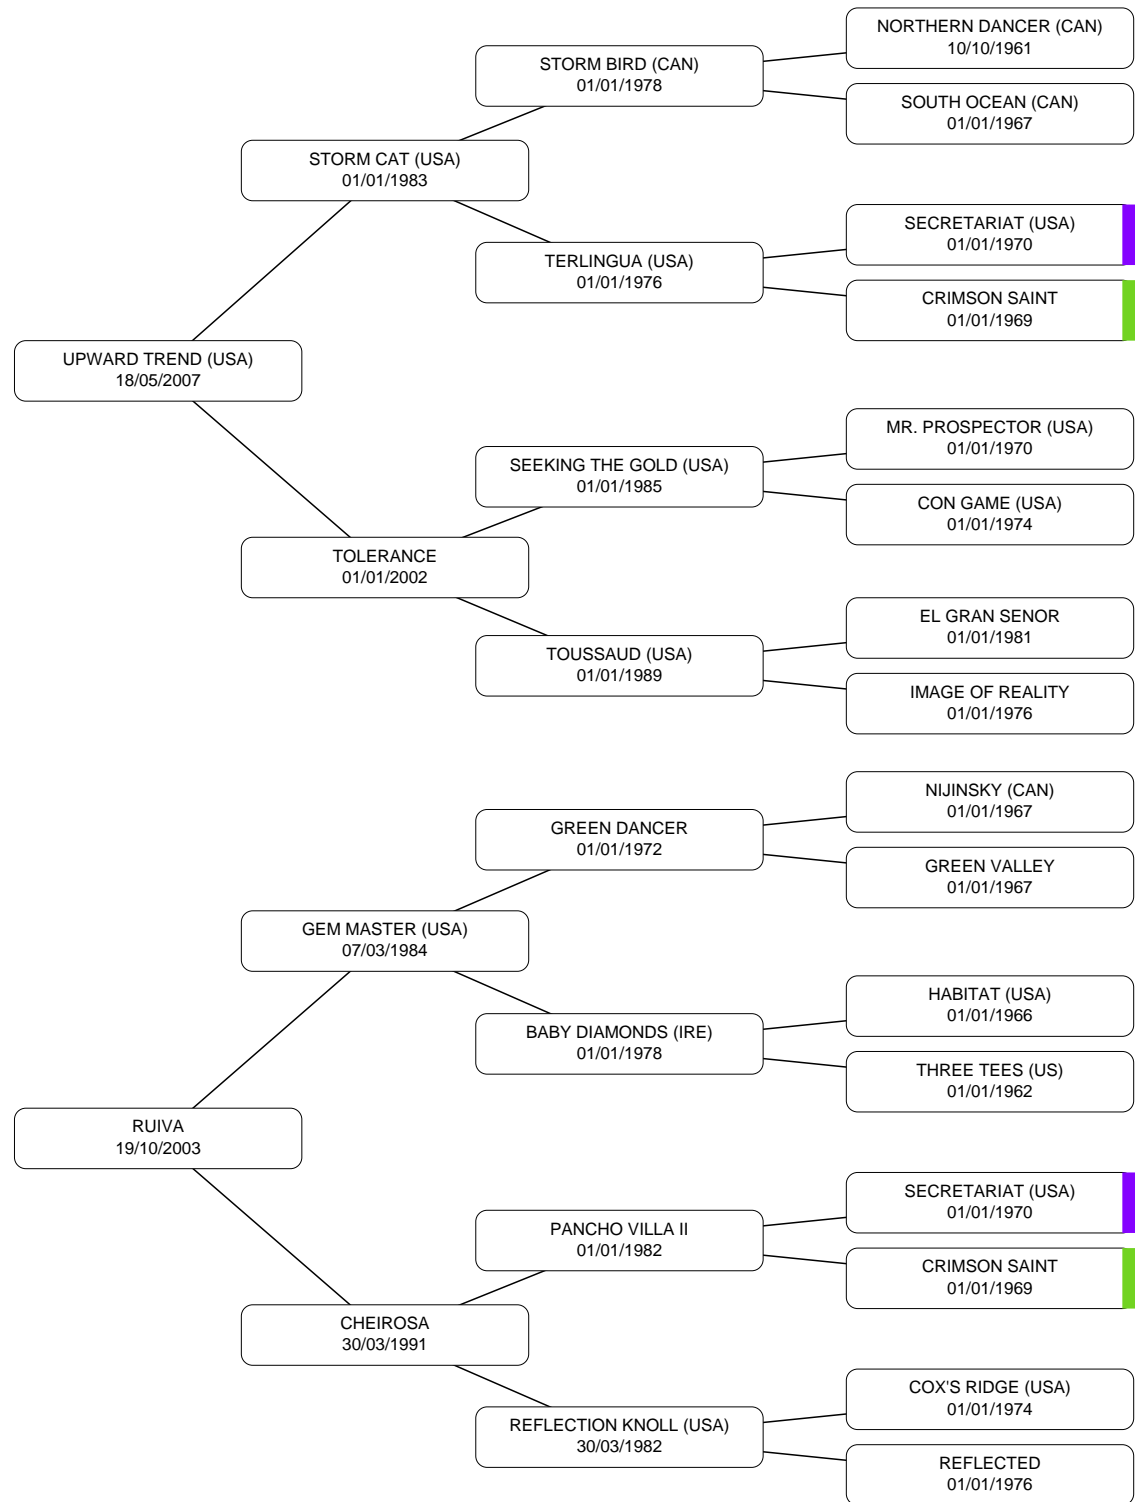 NORTHERN DANCER (CAN)
10/10/1961
STORM BIRD (CAN)
01/01/1978
SOUTH OCEAN (CAN)
01/01/1967
STORM CAT (USA)
01/01/1983
SECRETARIAT (USA)
01/01/1970
TERLINGUA (USA)
01/01/1976
CRIMSON SAINT
01/01/1969
UPWARD TREND (USA)
18/05/2007
MR. PROSPECTOR (USA)
01/01/1970
SEEKING THE GOLD (USA)
01/01/1985
CON GAME (USA)
01/01/1974
TOLERANCE
01/01/2002
EL GRAN SENOR
01/01/1981
TOUSSAUD (USA)
01/01/1989
IMAGE OF REALITY
01/01/1976
NIJINSKY (CAN)
01/01/1967
GREEN DANCER
01/01/1972
GREEN VALLEY
01/01/1967
GEM MASTER (USA)
07/03/1984
HABITAT (USA)
01/01/1966
BABY DIAMONDS (IRE)
01/01/1978
THREE TEES (US)
01/01/1962
RUIVA
19/10/2003
SECRETARIAT (USA)
01/01/1970
PANCHO VILLA II
01/01/1982
CRIMSON SAINT
01/01/1969
CHEIROSA
30/03/1991
COX'S RIDGE (USA)
01/01/1974
REFLECTION KNOLL (USA)
30/03/1982
REFLECTED
01/01/1976